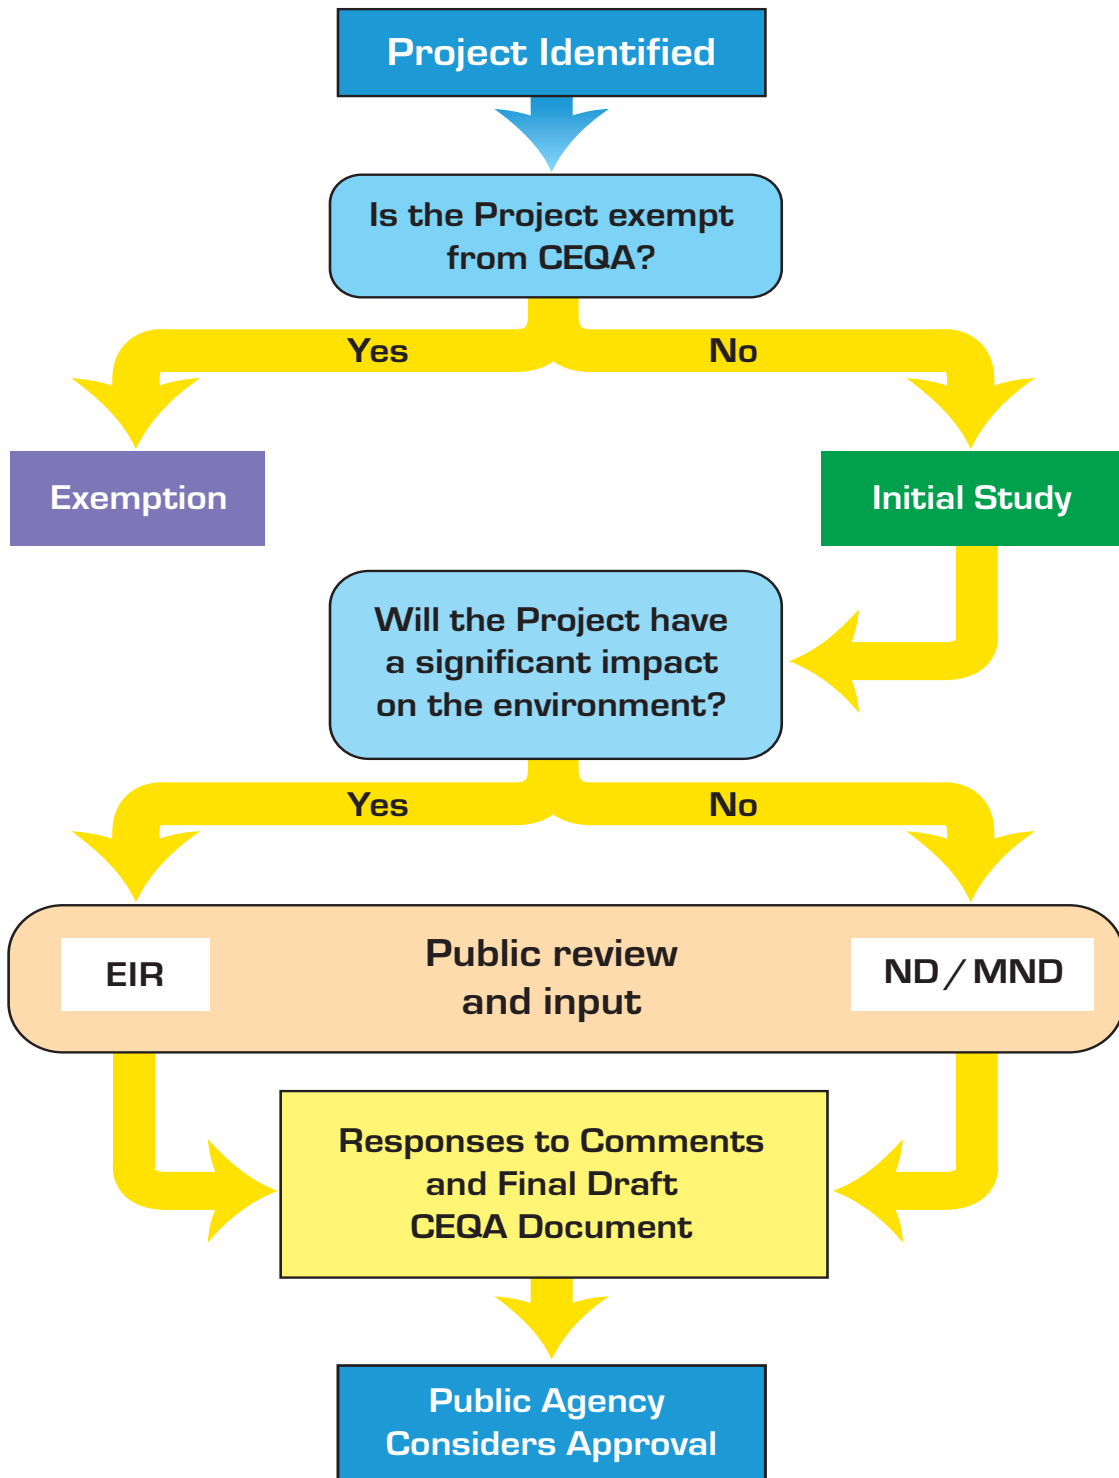 Project Identified
Is the Project exempt
from CEQA?
Yes
No
Exemption
Initial Study
Will the Project have
a significant impact
on the environment?
Yes
No
EIR
Public review
and input
ND / MND
Responses to Comments
and Final Draft
CEQA Document
Public Agency
Considers Approval